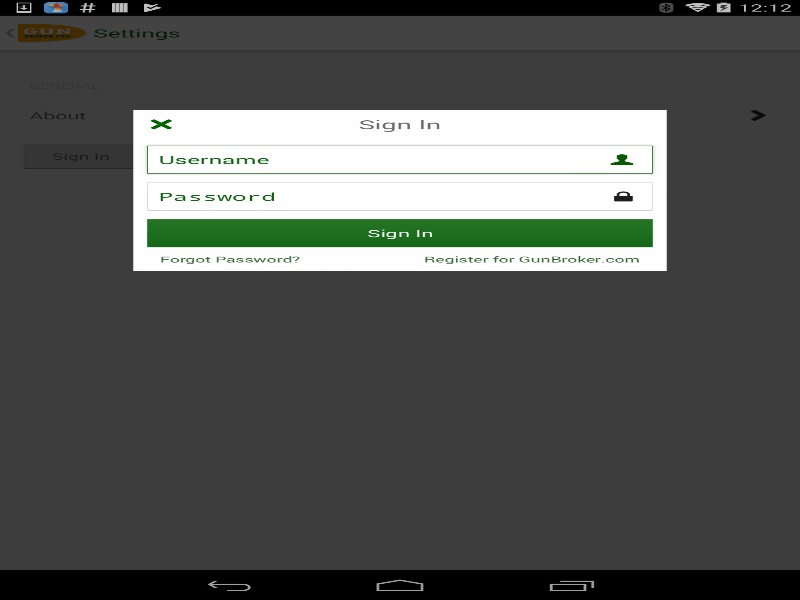 12:12
GUN
Settings
GENERAL
About
Sign In
Sign In
Username
Password
Sign In
Forgot Password?
Register for GunBroker.com